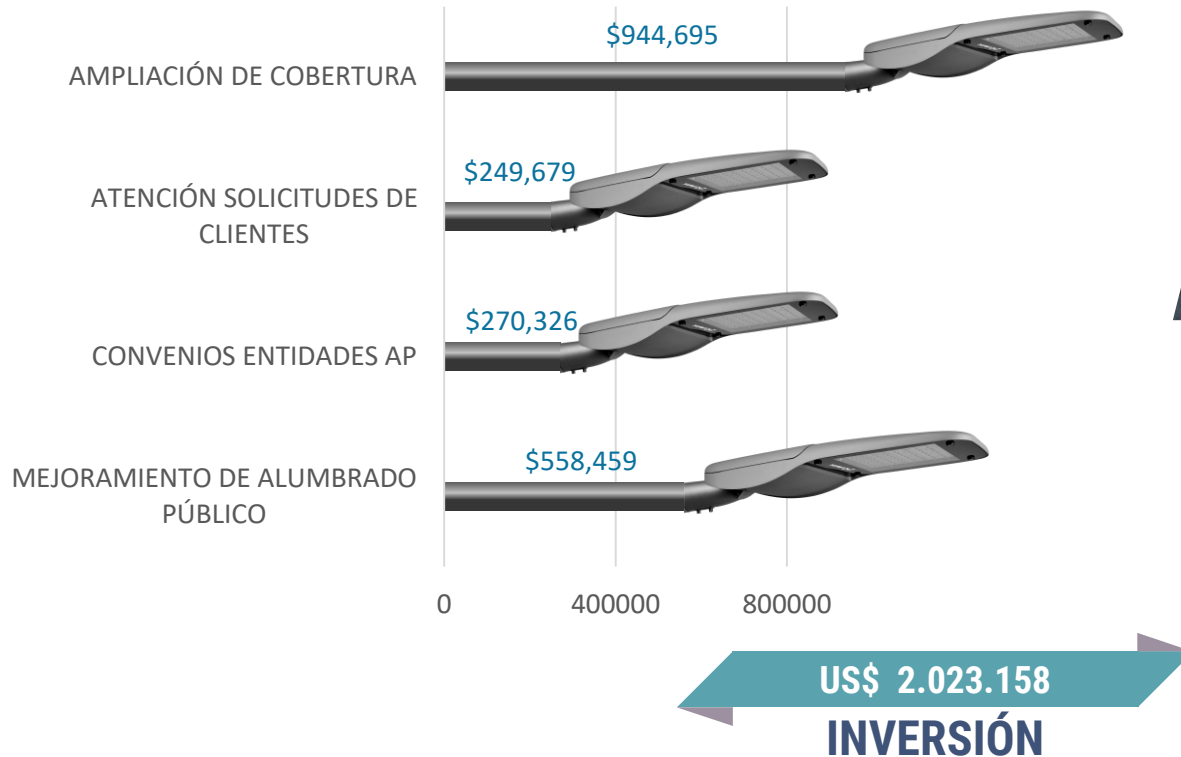 $944,695
AMPLIACIÓN DE COBERTURA
$249,679
ATENCIÓN SOLICITUDES DE
CLIENTES
$270,326
CONVENIOS ENTIDADES AP
$558,459
MEJORAMIENTO DE ALUMBRADO
PÚBLICO
0 400000 800000
US$ 2.023.158
INVERSIÓN